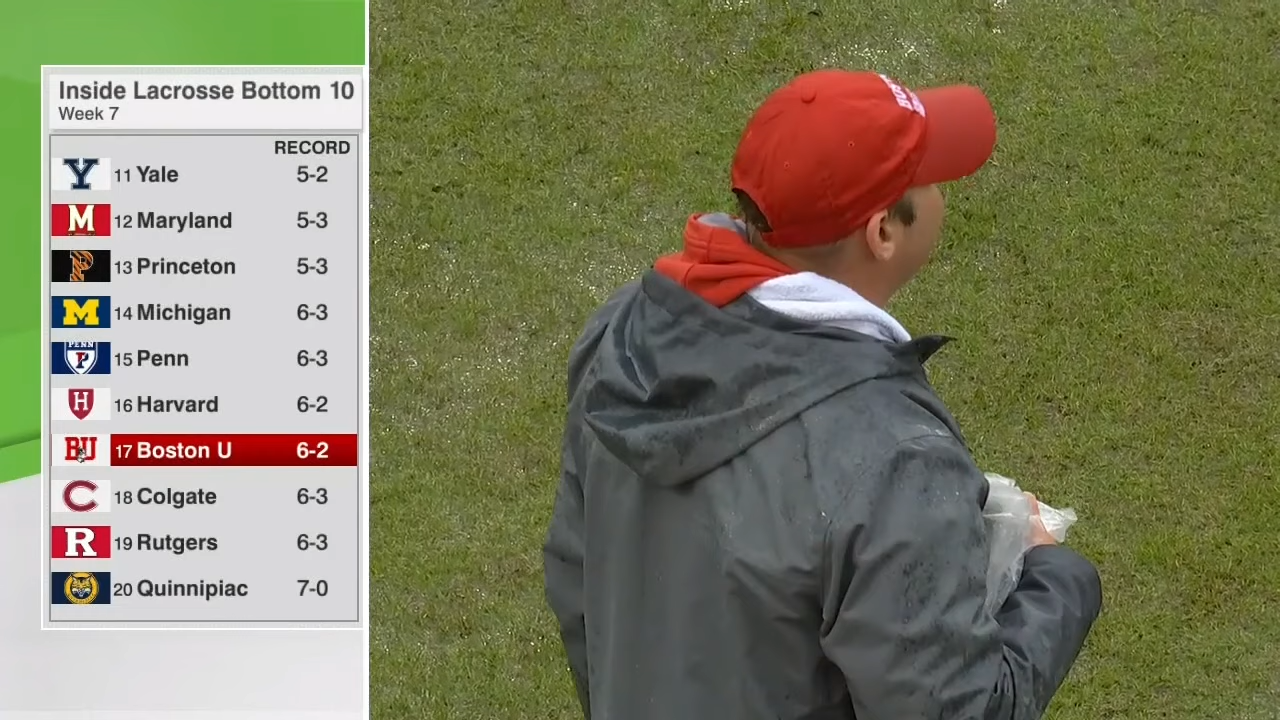 Inside Lacrosse Bottom 10
Week 7
RECORD
Y 11 Yale 5-2
M 12 Maryland 5-3
P 13 Princeton 5-3
M 14 Michigan 6-3
PENN P 15 Penn 6-3
H 16 Harvard 6-2
BU 17 Boston U 6-2
C 18 Colgate 6-3
R 19 Rutgers 6-3
20 Quinnipiac 7-0